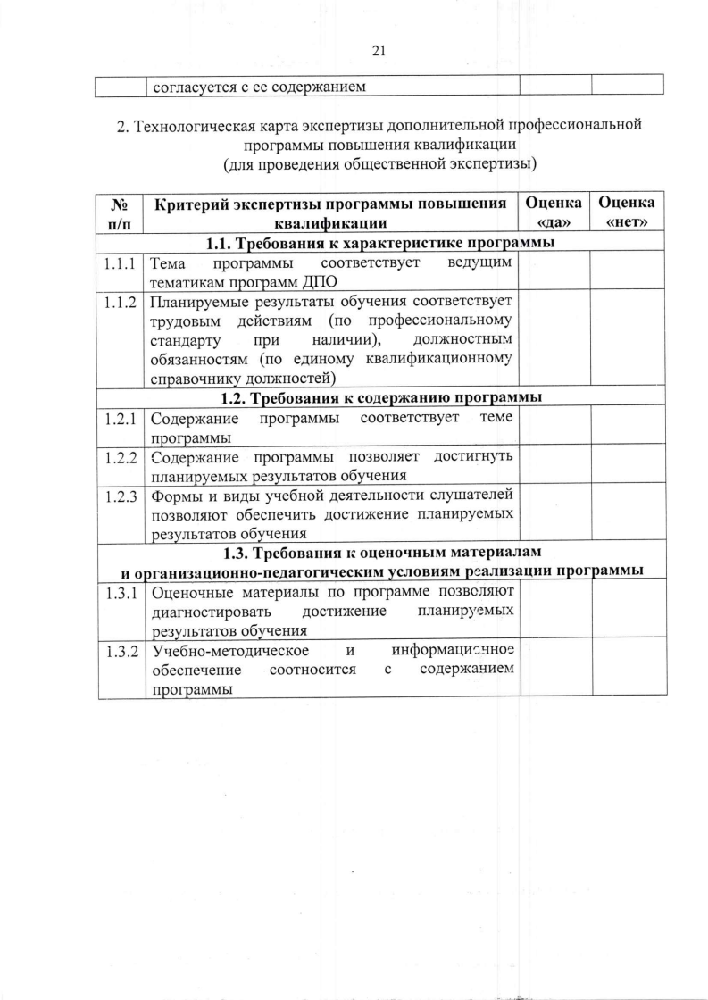 21
согласуется с ее содержанием
2. Технологическая карта экспертизы дополнительной профессиональной
программы повышения квалификации
(для проведения общественной экспертизы)
№ п/п
Критерий экспертизы программы повышения
квалификации
Оценка «да»
Оценка «нет»
1.1. Требования к характеристике программы
1.1.1 Тема программы соответствует ведущим
тематикам программ ДПО
1.1.2 Планируемые результаты обучения соответствует
трудовым действиям (по профессиональному
стандарту при наличии), должностным
обязанностям (по единому квалификационному
справочнику должностей)
1.2. Требования к содержанию программы
1.2.1 Содержание программы соответствует теме
программы
1.2.2 Содержание программы позволяет достигнуть
планируемых результатов обучения
1.2.3 Формы и виды учебной деятельности слушателей
позволяют обеспечить достижение планируемых
результатов обучения
1.3. Требования к оценочным материалам
и организационно-педагогическим условиям реализации программы
1.3.1 Оценочные материалы по программе позволяют
диагностировать достижение планируемых
результатов обучения
1.3.2 Учебно-методическое и информационное
обеспечение соотносится с содержанием
программы